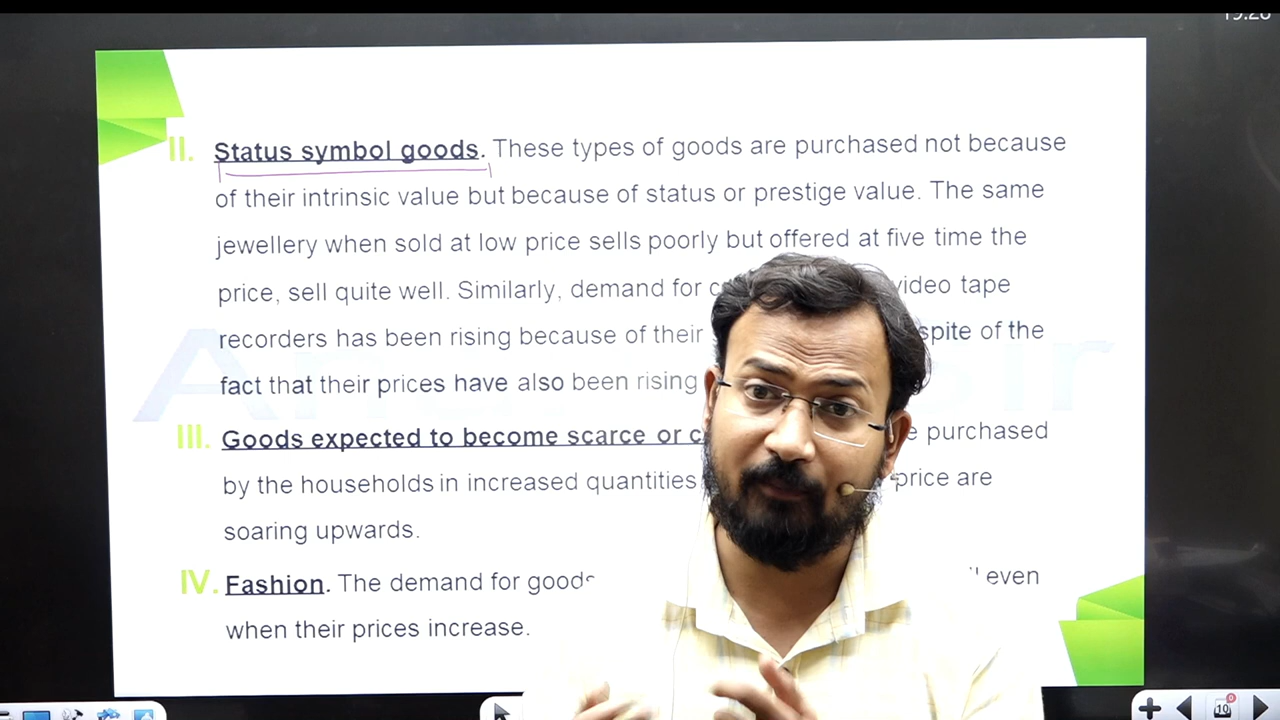 II. Status symbol goods. These types of goods are purchased not because
of their intrinsic value but because of status or prestige value. The same
jewellery when sold at low price sells poorly but offered at five time the
price, sell quite well. Similarly, demand for video tape
recorders has been rising because of their spite of the
fact that their prices have also been rising
III. Goods expected to become scarce or purchased
by the households in increased quantities price are
soaring upwards.
IV. Fashion. The demand for goods even
when their prices increase.
10